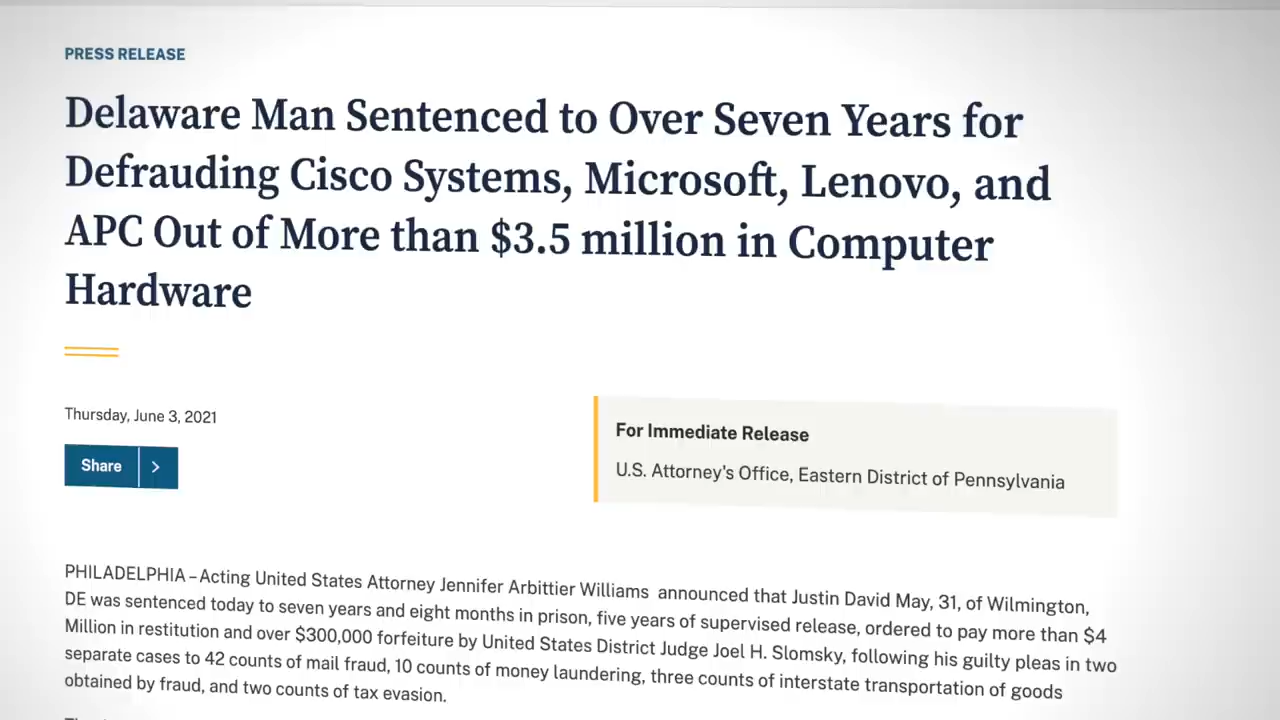 PRESS RELEASE
Delaware Man Sentenced to Over Seven Years for
Defrauding Cisco Systems, Microsoft, Lenovo, and
APC Out of More than $3.5 million in Computer
Hardware
Thursday, June 3, 2021
Share
For Immediate Release
U.S. Attorney's Office, Eastern District of Pennsylvania
PHILADELPHIA – Acting United States Attorney Jennifer Arbittier Williams announced that Justin David May, 31, of Wilmington,
DE was sentenced today to seven years and eight months in prison, five years of supervised release, ordered to pay more than $4
Million in restitution and over $300,000 forfeiture by United States District Judge Joel H. Slomsky, following his guilty pleas in two
separate cases to 42 counts of mail fraud, 10 counts of money laundering, three counts of interstate transportation of goods
obtained by fraud, and two counts of tax evasion.